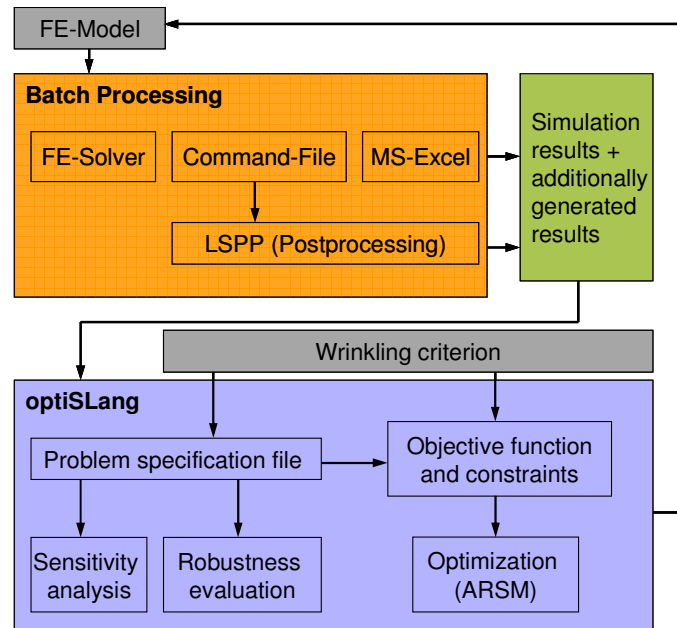 FE-Model
Batch Processing
FE-Solver
Command-File
MS-Excel
LSPP (Postprocessing)
Simulation
results +
additionally
generated
results
Wrinkling criterion
optiSLang
Problem specification file
Objective function
and constraints
Sensitivity
analysis
Robustness
evaluation
Optimization
(ARSM)